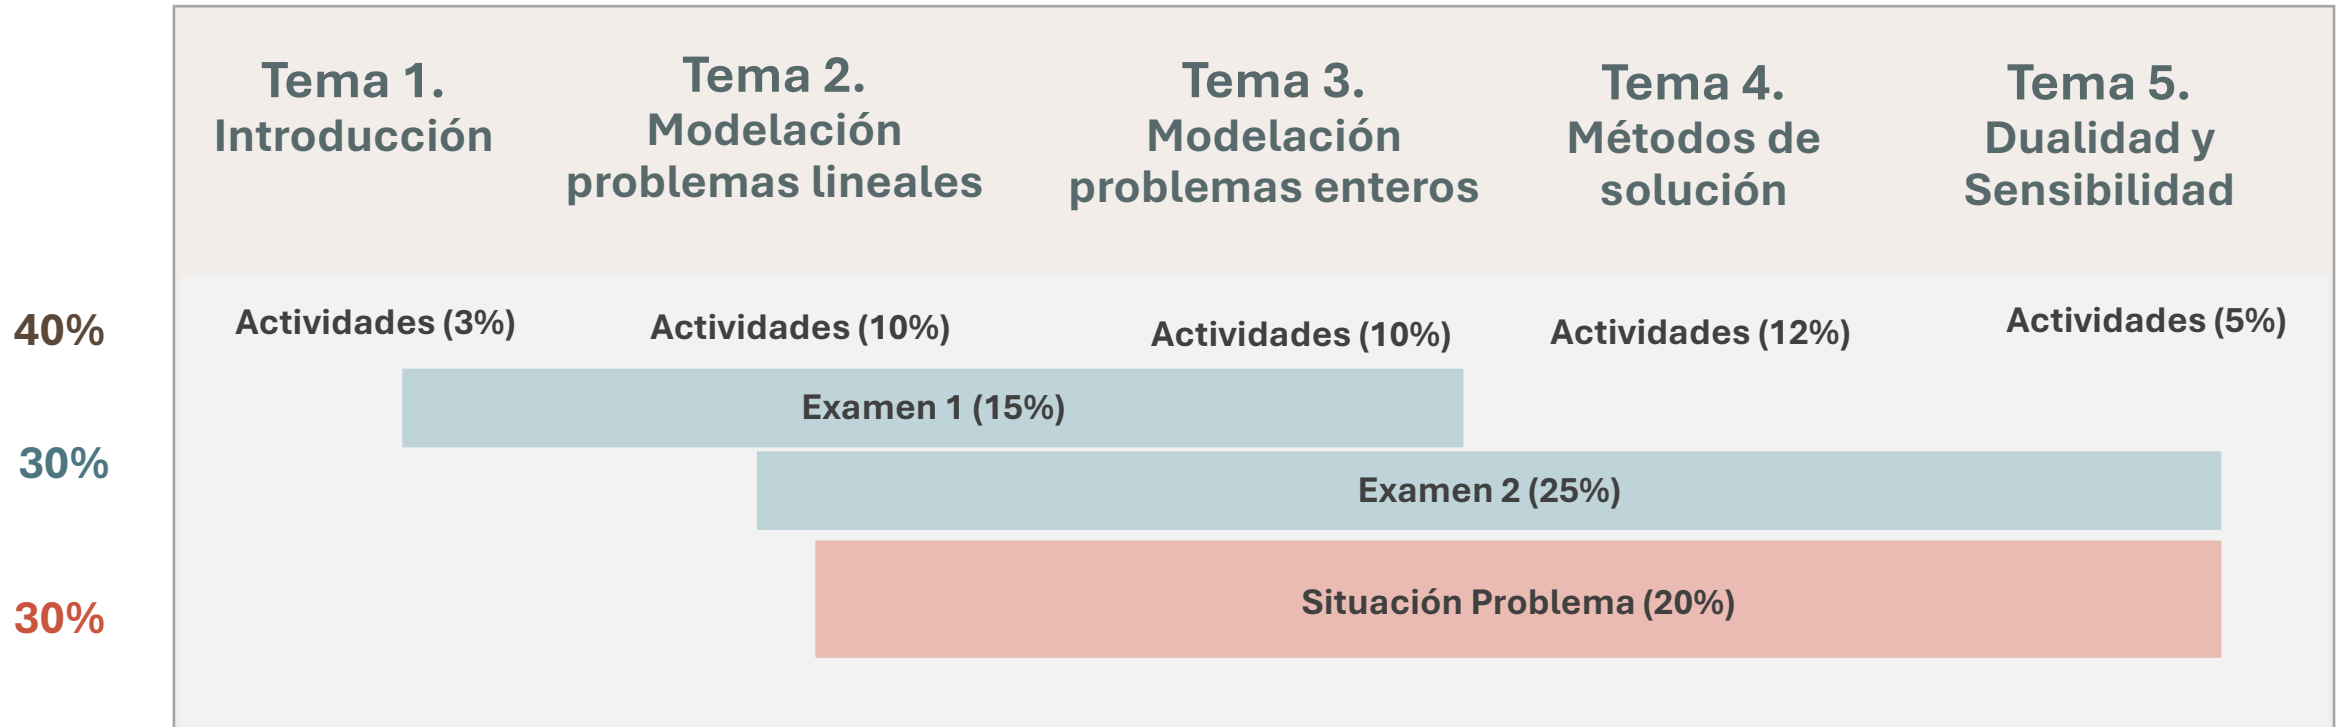 Tema 1.
Introducción
Tema 2.
Modelación
problemas lineales
Tema 3.
Modelación
problemas enteros
Tema 4.
Métodos de
solución
Tema 5.
Dualidad y
Sensibilidad
40%
Actividades (3%)
Actividades (10%)
Actividades (10%)
Actividades (12%)
Actividades (5%)
Examen 1 (15%)
30%
Examen 2 (25%)
30%
Situación Problema (20%)